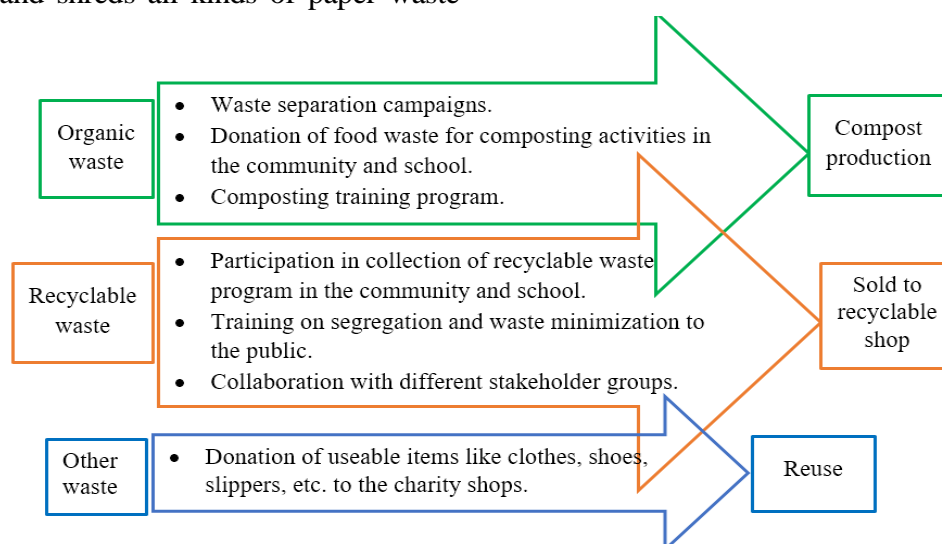 and shreds all kinds of paper waste
Organic
waste
• Waste separation campaigns.
• Donation of food waste for composting activities in
the community and school.
• Composting training program.
Compost
production
Recyclable
waste
• Participation in collection of recyclable waste
program in the community and school.
• Training on segregation and waste minimization to
the public.
• Collaboration with different stakeholder groups.
Sold to
recyclable
shop
Other
waste
• Donation of useable items like clothes, shoes,
slippers, etc. to the charity shops.
Reuse